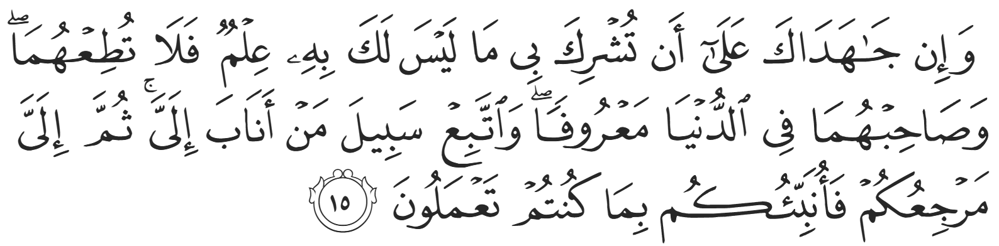 وَإِن جَٰهَدَاكَ عَلَىٰٓ أَن تُشْرِكَ بِى مَا لَيْسَ لَكَ بِهِۦ عِلْمٌ فَلَا تُطِعْهُمَا ۖ
وَصَاحِبْهُمَا فِى ٱلدُّنْيَا مَعْرُوفًا ۖ وَٱتَّبِعْ سَبِيلَ مَنْ أَنَابَ إِلَىَّ ۚ ثُمَّ إِلَىَّ
مَرْجِعُكُمْ فَأُنَبِّئُكُم بِمَا كُنتُمْ تَعْمَلُونَ ١٥